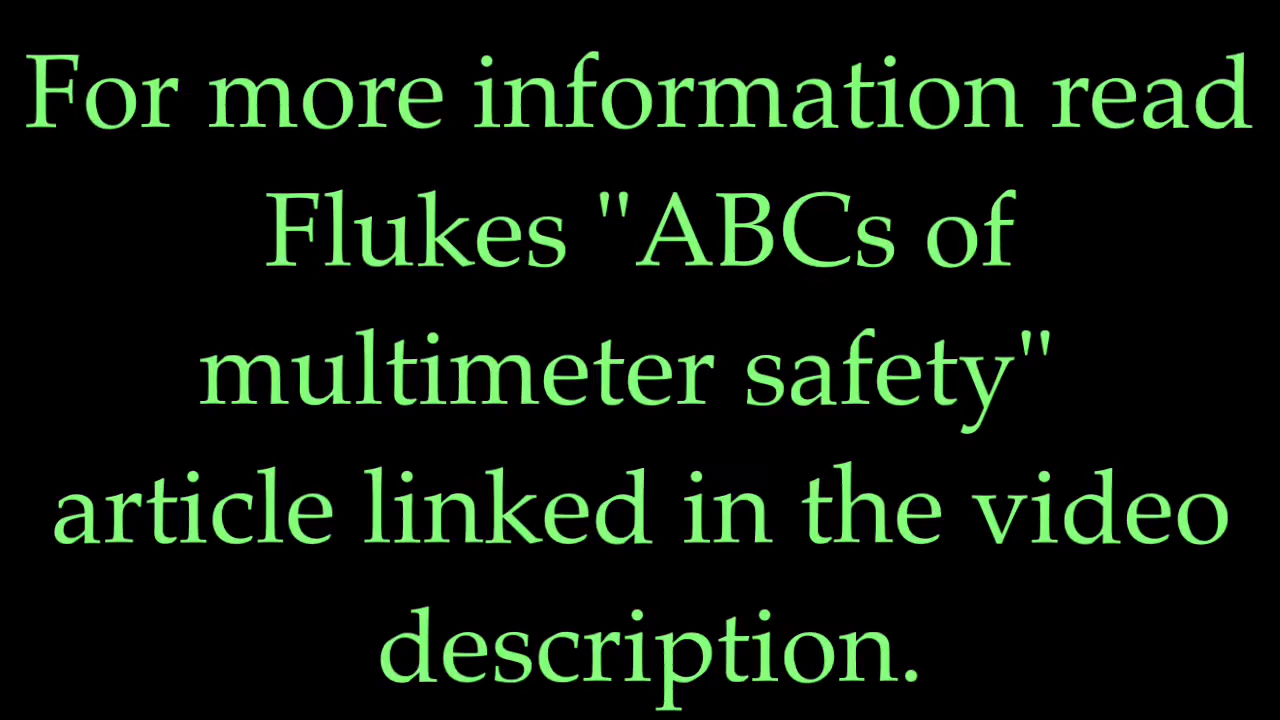 For more information read
Flukes "ABCs of
multimeter safety"
article linked in the video
description.